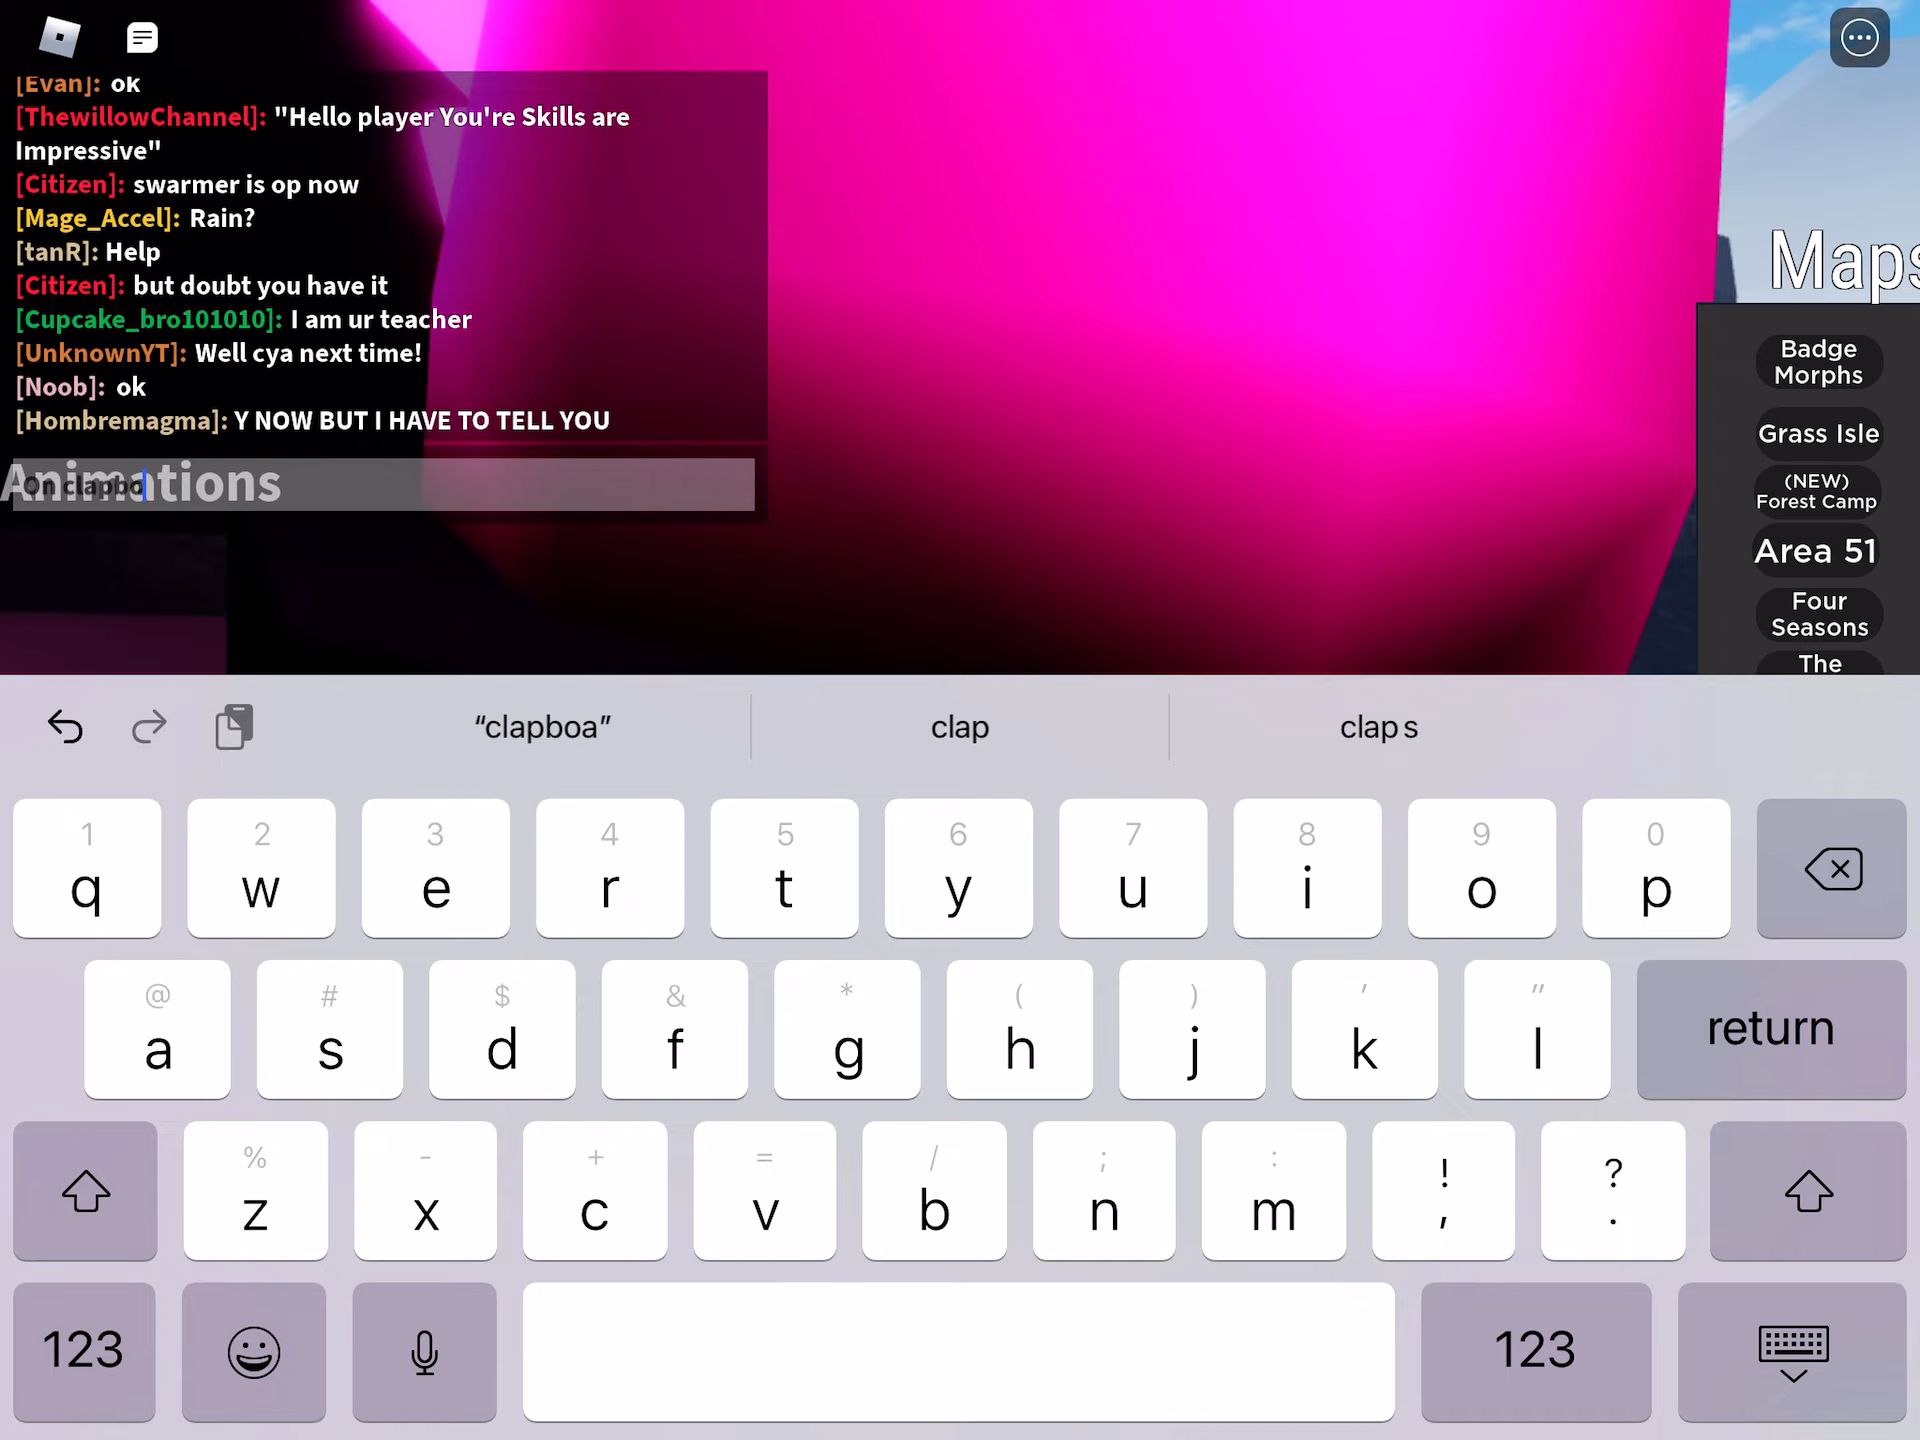 [Evan]: ok
[ThewillowChannel]: "Hello player You're Skills are
Impressive"
[Citizen]: swarmer is op now
[Mage_Accel]: Rain?
[tanR]: Help
[Citizen]: but doubt you have it
[Cupcake_bro101010]: I am ur teacher
[UnknownYT]: Well cya next time!
[Noob]: ok
[Hombremagma]: Y NOW BUT I HAVE TO TELL YOU
Animations
On clapbo
Maps
Badge
Morphs
Grass Isle
(NEW)
Forest Camp
Area 51
Four
Seasons
The
“clapboa” clap clap s
1 2 3 4 5 6 7 8 9 0
q w e r t y u i o p
@ # $ & * ( ) ' "
a s d f g h j k l return
% - + = / ; : ! ?
z x c v b n m , .
123 123